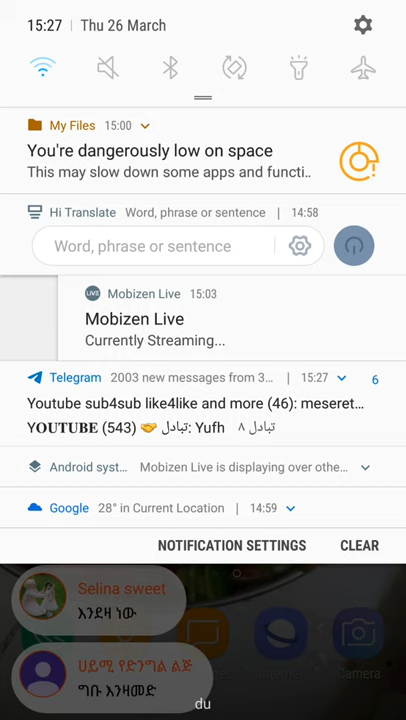 15:27 | Thu 26 March
My Files 15:00
You're dangerously low on space
This may slow down some apps and functi..
Hi Translate Word, phrase or sentence | 14:58
Word, phrase or sentence
LIVE Mobizen Live 15:03
Mobizen Live
Currently Streaming...
Telegram 2003 new messages from 3... | 15:27 6
Youtube sub4sub like4like and more (46): meseret...
Y𝐎𝐔𝐓𝐔𝐁𝐄 (543) 🤝 تبادل: Yufh تبادل ٨
Android syst... Mobizen Live is displaying over othe...
Google 28° in Current Location | 14:59
NOTIFICATION SETTINGS CLEAR
Selina sweet
እንደዛ ነው
ሀይሚ የድንግል ልጅ
ግቡ እንዛመድ
Camera
du